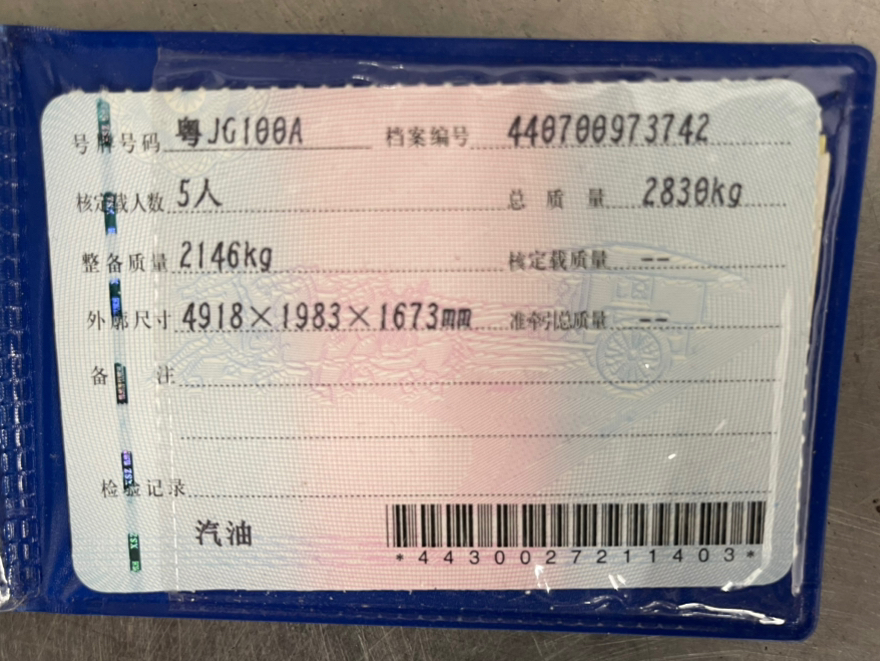 号牌号码 粤JG100A 档案编号 440700973742
核定载人数 5人 总质量 2830kg
整备质量 2146kg 核定载质量 --
外廓尺寸 4918×1983×1673mm 准牵引总质量 --
备注
检验记录
汽油
*4430027211403*